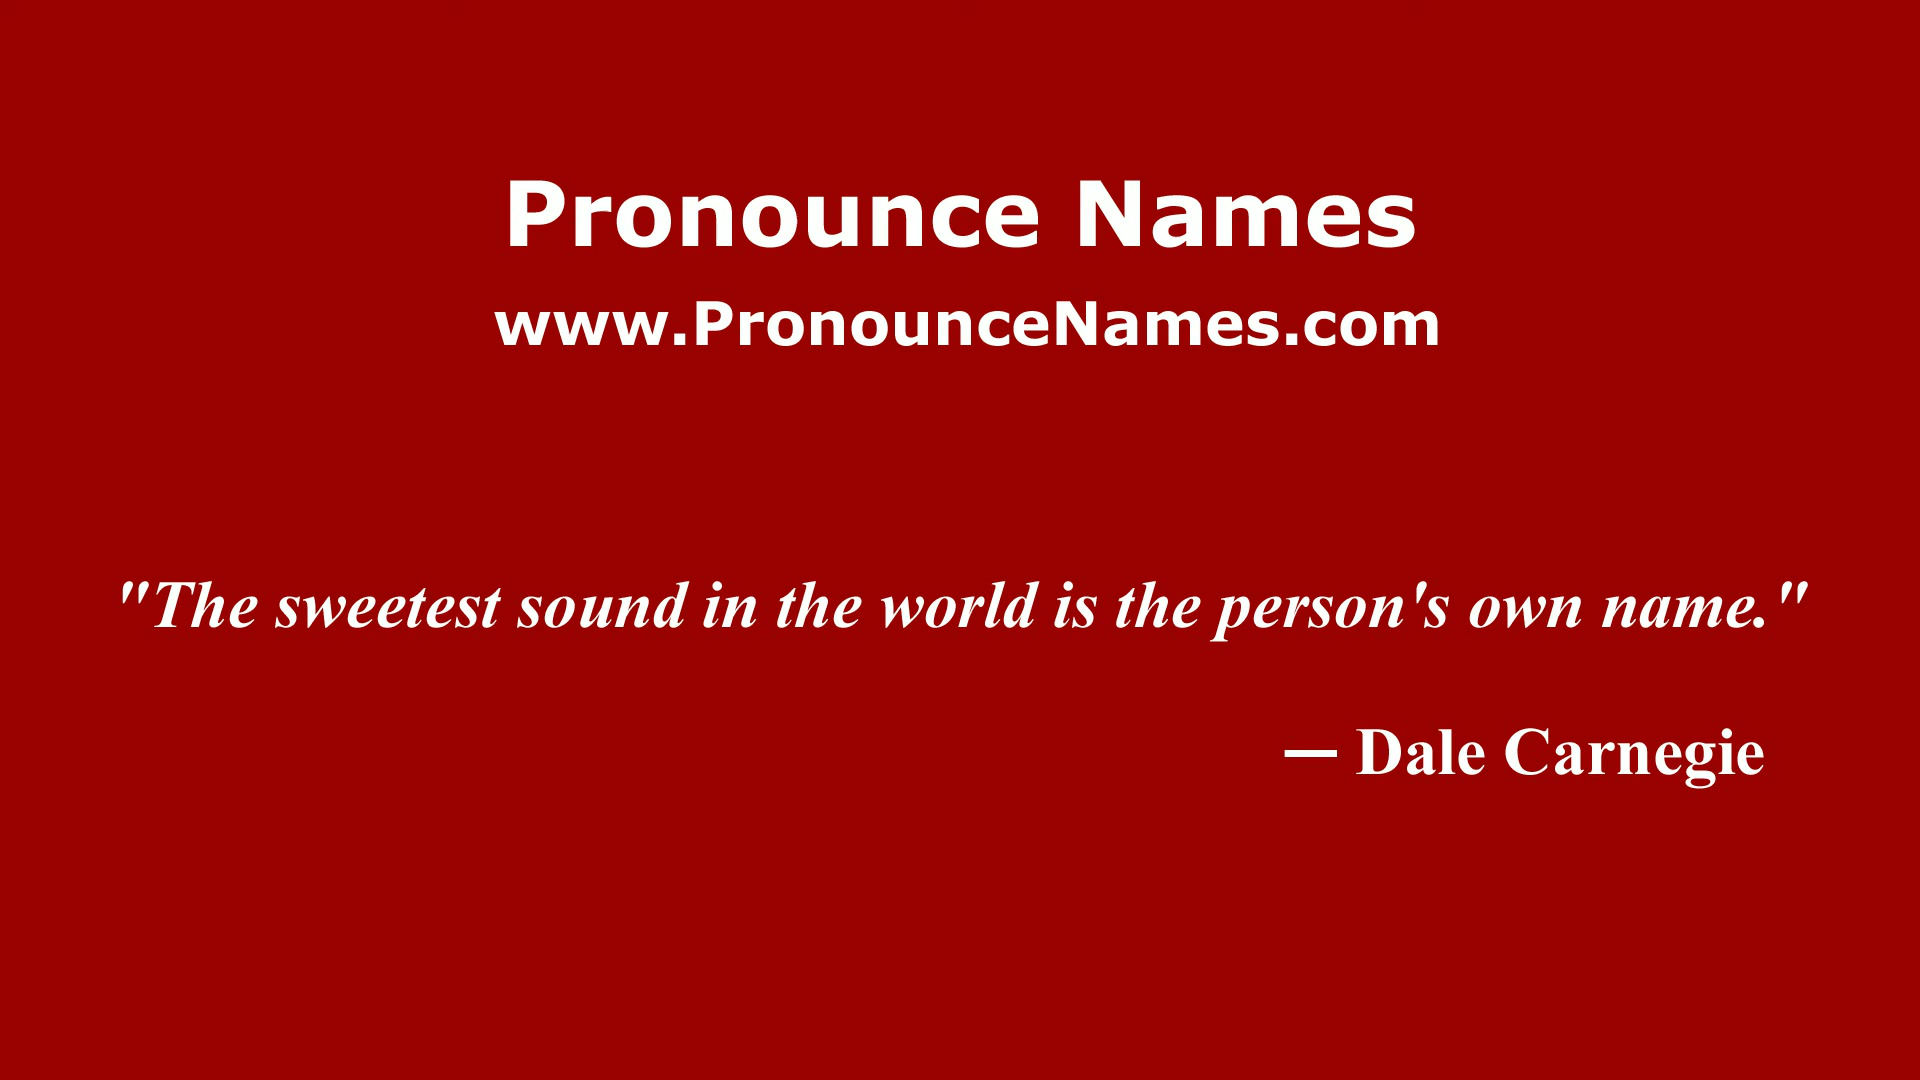 Pronounce Names
www.PronounceNames.com
"The sweetest sound in the world is the person's own name."
— Dale Carnegie